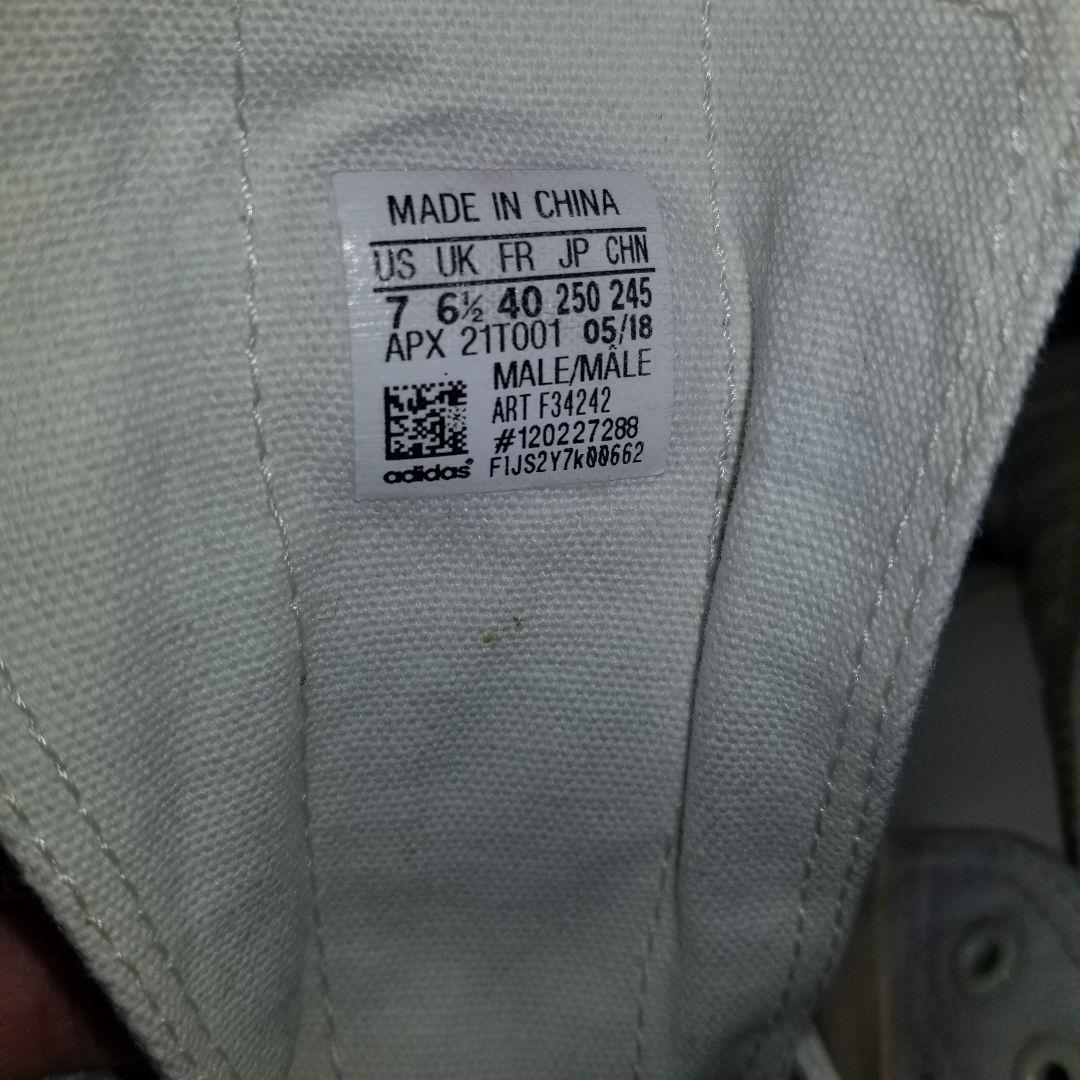 MADE IN CHINA
US UK FR JP CHN
7 6½ 40 250 245
APX 21T001 05/18
MALE/MÂLE
ART F34242
#120227288
adidas® F1JS2Y7k00662